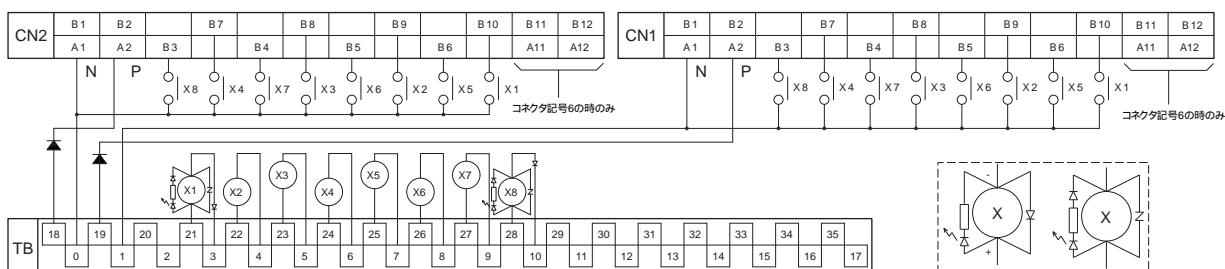 CN2 B1 B2 B7 B8 B9 B10 B11 B12
A1 A2 B3 B4 B5 B6 A11 A12
N P X8 X4 X7 X3 X6 X2 X5 X1
コネクタ記号6の時のみ
CN1 B1 B2 B7 B8 B9 B10 B11 B12
A1 A2 B3 B4 B5 B6 A11 A12
N P X8 X4 X7 X3 X6 X2 X5 X1
コネクタ記号6の時のみ
X1 X2 X3 X4 X5 X6 X7 X8
TB 18 19 20 21 22 23 24 25 26 27 28 29 30 31 32 33 34 35
0 1 2 3 4 5 6 7 8 9 10 11 12 13 14 15 16 17
- X +
X